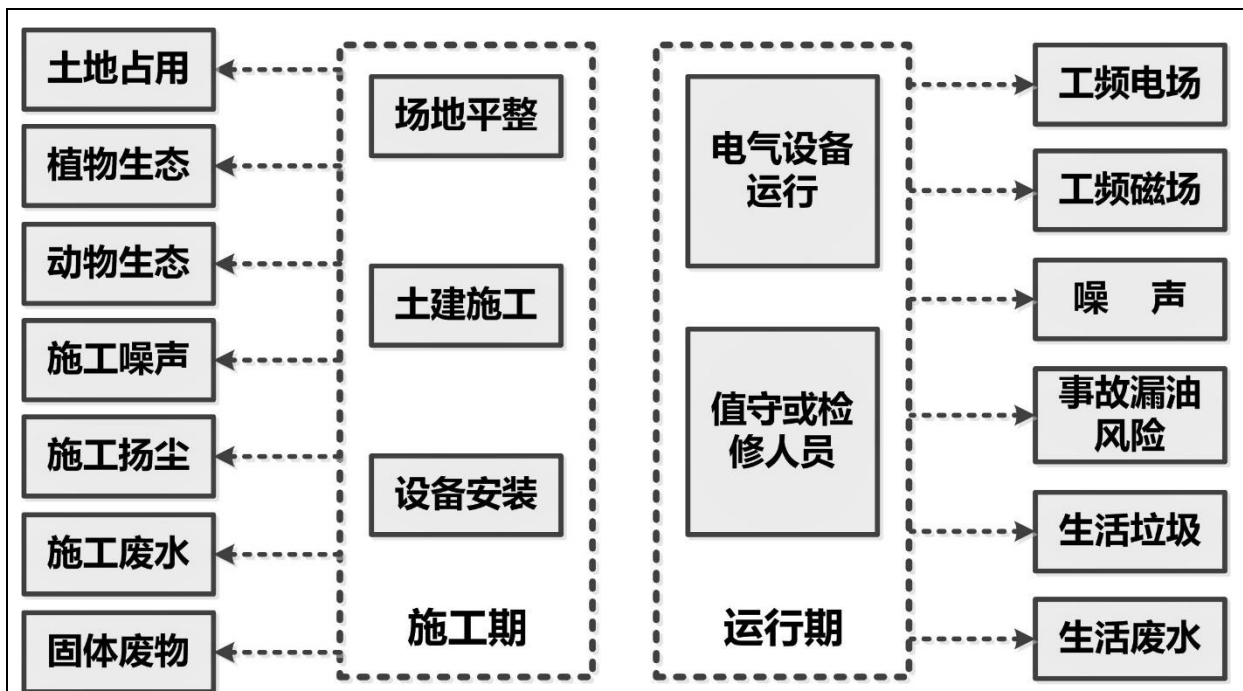 土地占用
植物生态
动物生态
施工噪声
施工扬尘
施工废水
固体废物
场地平整
土建施工
设备安装
施工期
电气设备
运行
值守或检
修人员
运行期
工频电场
工频磁场
噪 声
事故漏油
风险
生活垃圾
生活废水